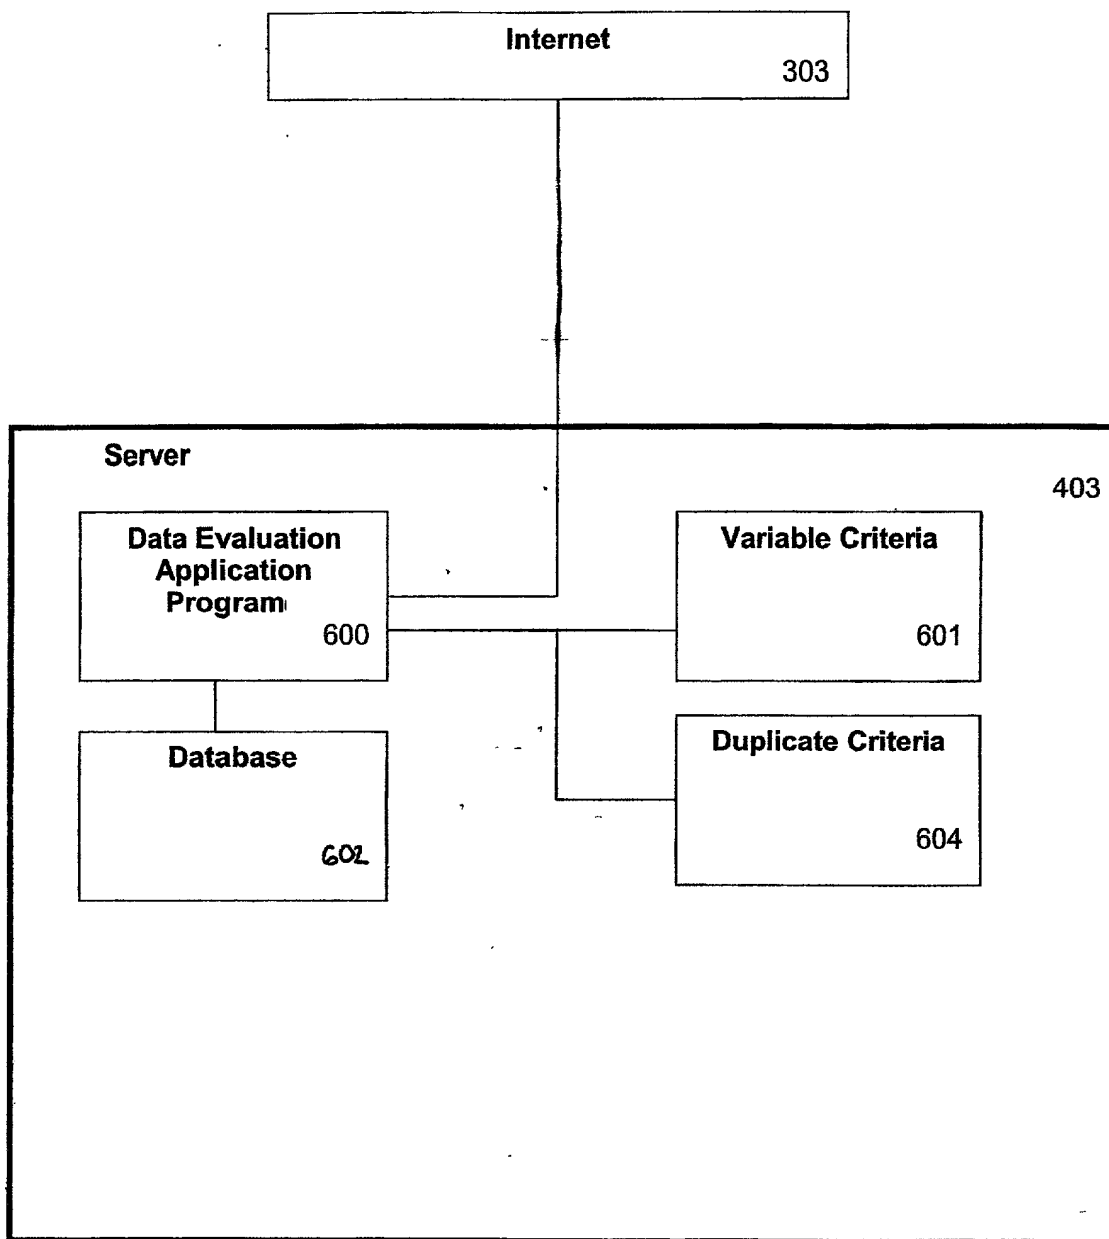 Internet
303
Server
403
Data Evaluation
Application
Program
600
Variable Criteria
601
Database
602
Duplicate Criteria
604